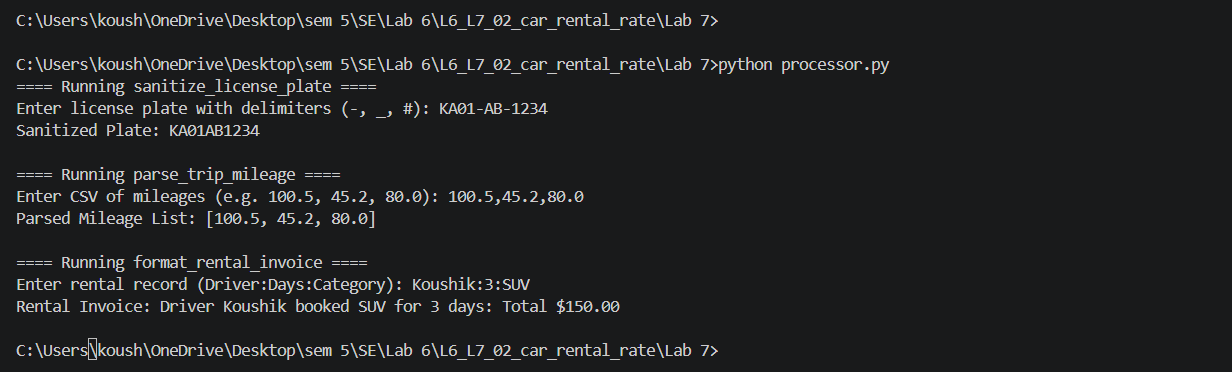 C:\Users\koush\OneDrive\Desktop\sem 5\SE\Lab 6\L6_L7_02_car_rental_rate\Lab 7>
C:\Users\koush\OneDrive\Desktop\sem 5\SE\Lab 6\L6_L7_02_car_rental_rate\Lab 7>python processor.py
==== Running sanitize_license_plate ====
Enter license plate with delimiters (-, _, #): KA01-AB-1234
Sanitized Plate: KA01AB1234
==== Running parse_trip_mileage ====
Enter CSV of mileages (e.g. 100.5, 45.2, 80.0): 100.5,45.2,80.0
Parsed Mileage List: [100.5, 45.2, 80.0]
==== Running format_rental_invoice ====
Enter rental record (Driver:Days:Category): Koushik:3:SUV
Rental Invoice: Driver Koushik booked SUV for 3 days: Total $150.00
C:\Users\koush\OneDrive\Desktop\sem 5\SE\Lab 6\L6_L7_02_car_rental_rate\Lab 7>